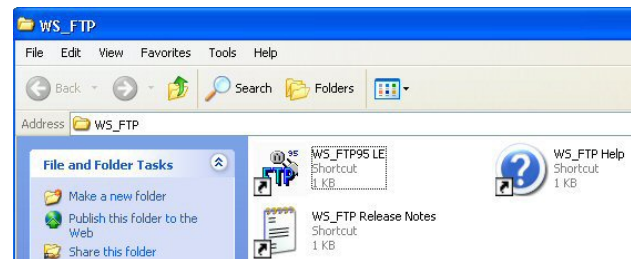 WS_FTP
File Edit View Favorites Tools Help
Back Search Folders
Address WS_FTP
File and Folder Tasks
Make a new folder
Publish this folder to the
Web
Share this folder
95
FTP
WS_FTP95 LE
Shortcut
1 KB
WS_FTP Help
Shortcut
1 KB
WS_FTP Release Notes
Shortcut
1 KB